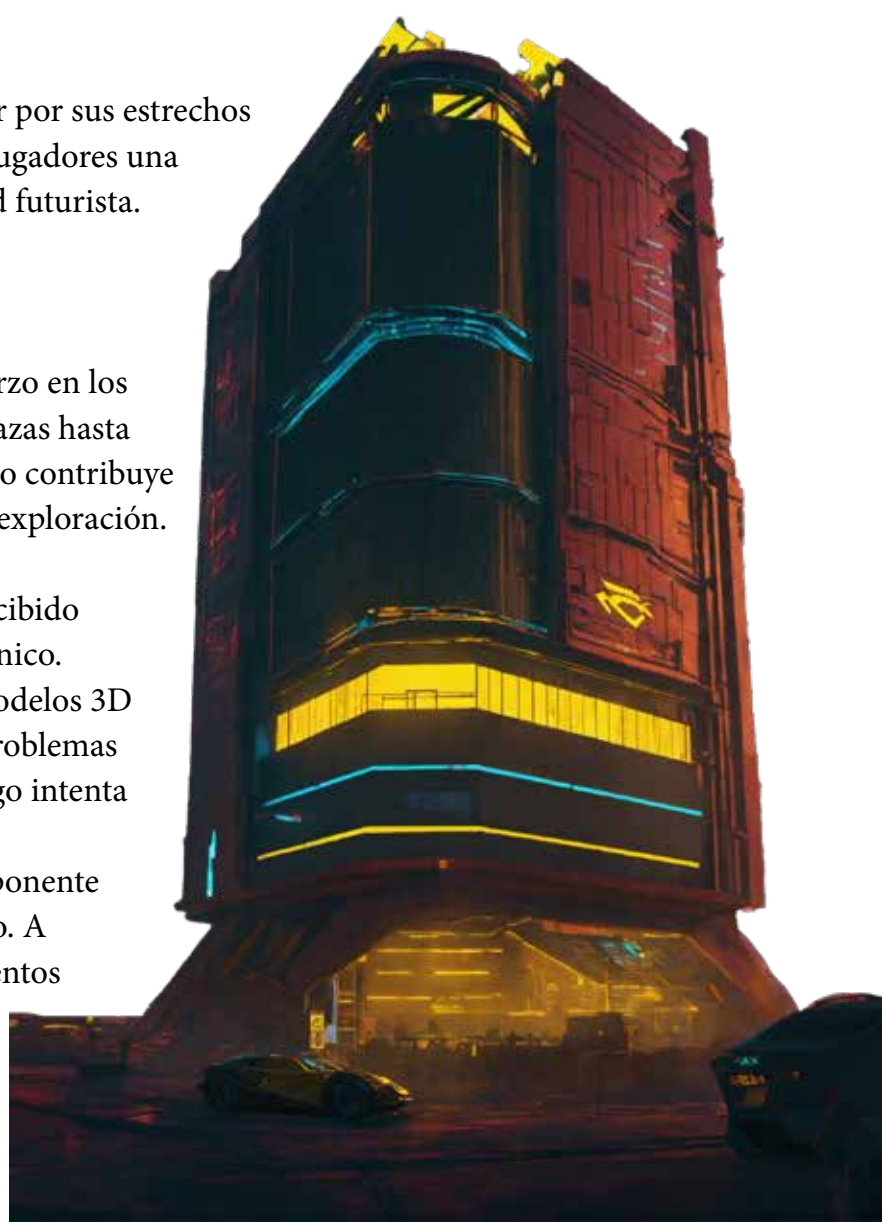 r por sus estrechos
ugadores una
d futurista.
rzo en los
azas hasta
o contribuye
exploración.
cibido
nico.
odelos 3D
roblemas
go intenta
ponente
o. A
entos